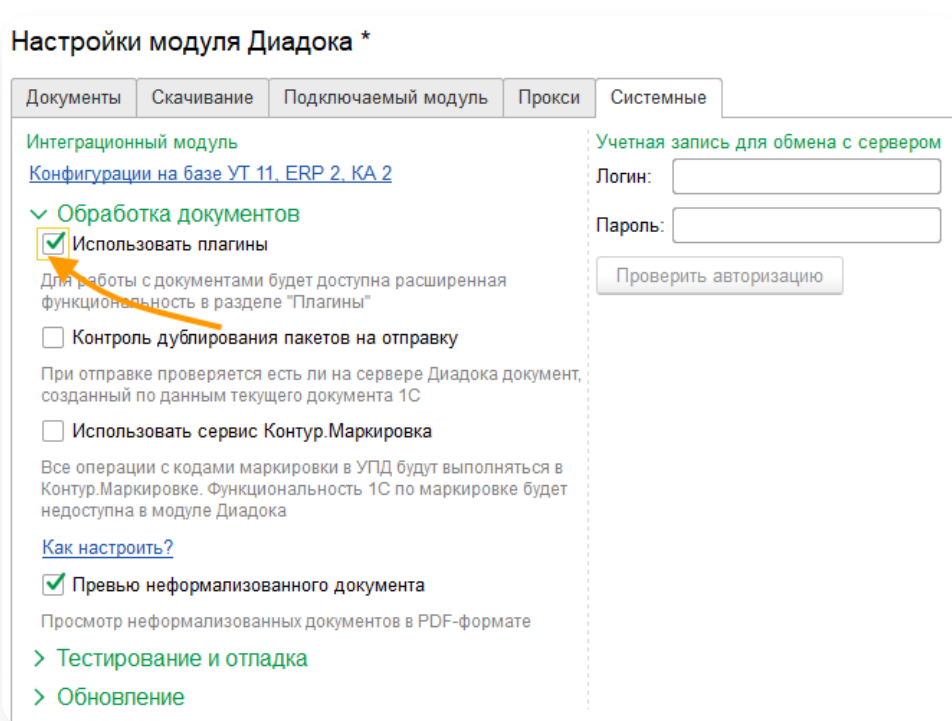 Настройки модуля Диадока *
Документы Скачивание Подключаемый модуль Прокси Системные
Интеграционный модуль
Конфигурации на базе УТ 11, ERP 2, КА 2
Обработка документов
Использовать плагины
Для работы с документами будет доступна расширенная
функциональность в разделе "Плагины"
Контроль дублирования пакетов на отправку
При отправке проверяется есть ли на сервере Диадока документ,
созданный по данным текущего документа 1С
Использовать сервис Контур.Маркировка
Все операции с кодами маркировки в УПД будут выполняться в
Контур.Маркировке. Функциональность 1С по маркировке будет
недоступна в модуле Диадока
Как настроить?
Превью неформализованного документа
Просмотр неформализованных документов в PDF-формате
Тестирование и отладка
Обновление
Учетная запись для обмена с сервером
Логин:
Пароль:
Проверить авторизацию